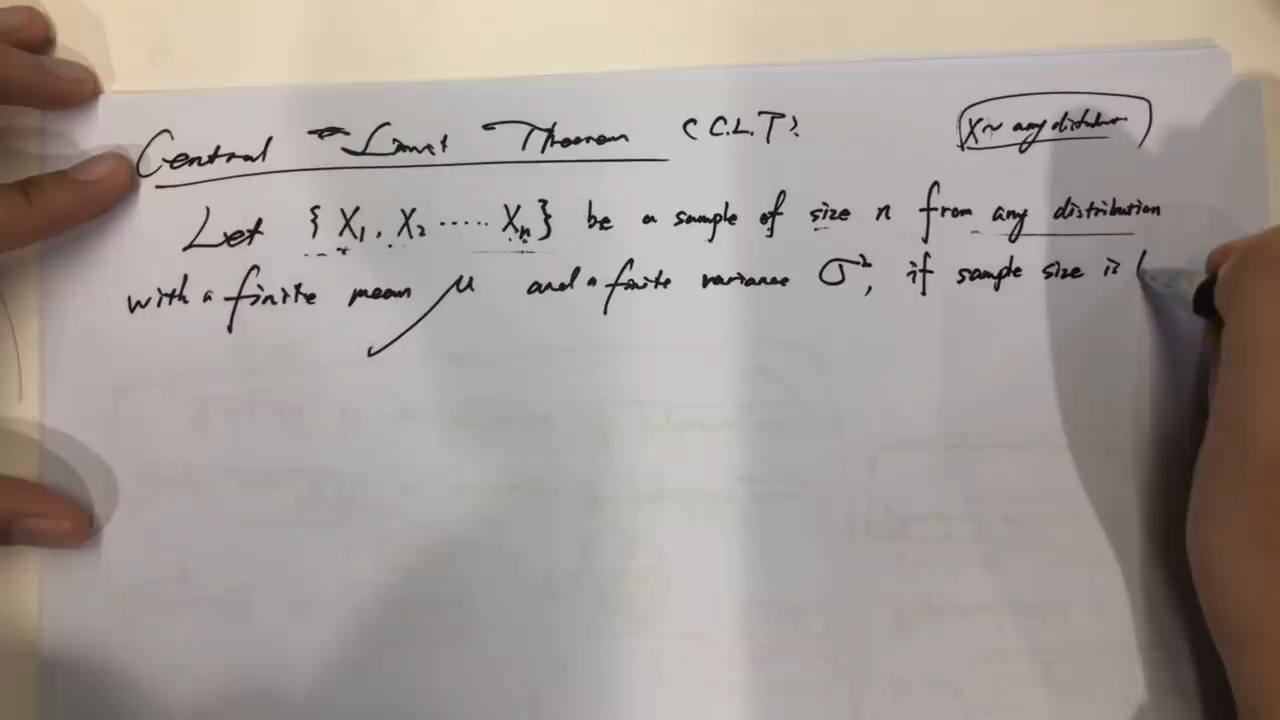 Central Limit Theorem (C.L.T)
X ~ any distribution
Let { X₁, X₂ ..... Xₙ} be a sample of size n from any distribution
with a finite mean μ and a finite variance σ², if sample size is